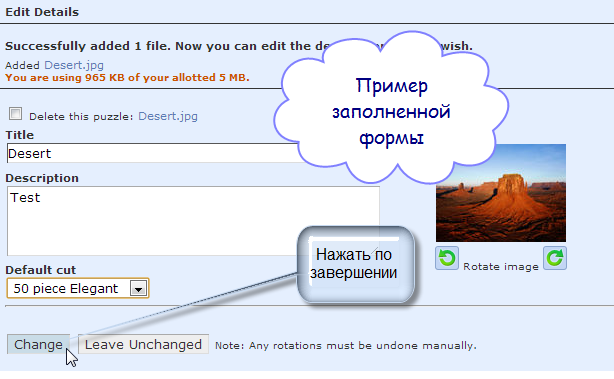 Edit Details
Successfully added 1 file. Now you can edit the de wish.
Added Desert.jpg
You are using 965 KB of your allotted 5 MB.
Пример
заполненной
формы
Delete this puzzle: Desert.jpg
Title
Desert
Description
Test
Нажать по
завершении
Rotate image
Default cut
50 piece Elegant
Change
Leave Unchanged
Note: Any rotations must be undone manually.